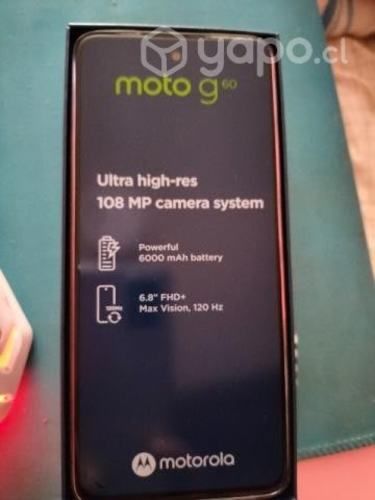 yapo.cl
moto g 60
Ultra high-res
108 MP camera system
Powerful
6000 mAh battery
6.8" FHD+
Max Vision, 120 Hz
motorola